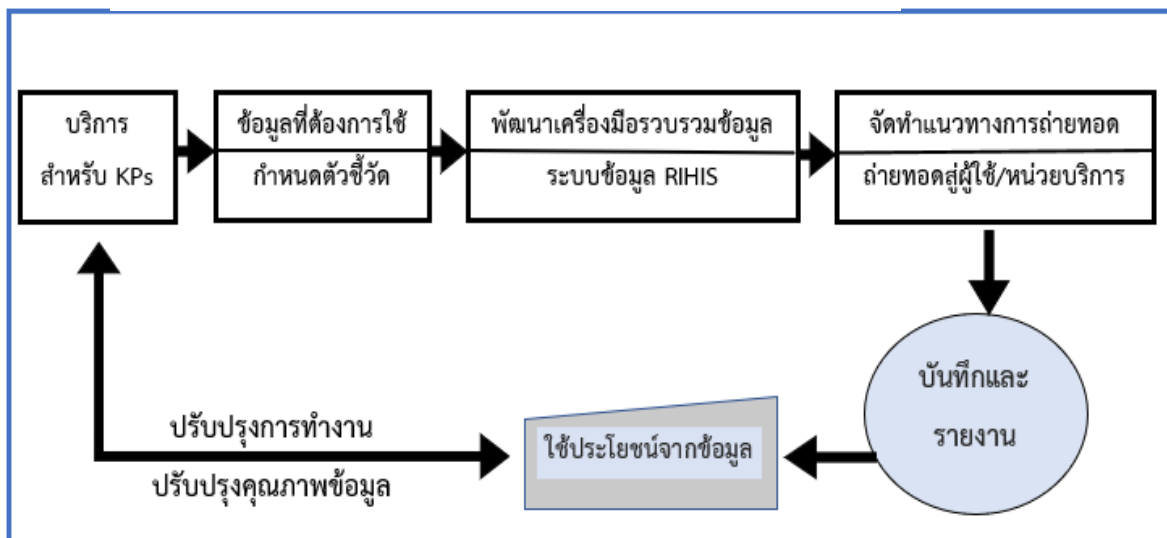 บริการ
สำหรับ KPs
ข้อมูลที่ต้องการใช้
กำหนดตัวชี้วัด
พัฒนาเครื่องมือรวบรวมข้อมูล
ระบบข้อมูล RIHIS
จัดทำแนวทางการถ่ายทอด
ถ่ายทอดสู่ผู้ใช้/หน่วยบริการ
บันทึกและ
รายงาน
ใช้ประโยชน์จากข้อมูล
ปรับปรุงการทำงาน
ปรับปรุงคุณภาพข้อมูล